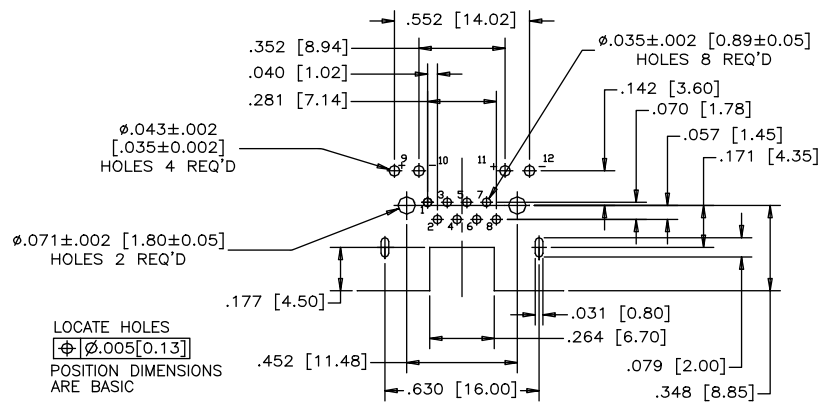 .552 [14.02]
.352 [8.94]
ø.035±.002 [0.89±0.05]
HOLES 8 REQ'D
.040 [1.02]
.142 [3.60]
.281 [7.14]
.070 [1.78]
.057 [1.45]
ø.043±.002
[.035±0.002]
HOLES 4 REQ'D
.171 [4.35]
9 + − 10 11 + − 12
1 3 5 7
2 4 6 8
ø.071±.002 [1.80±0.05]
HOLES 2 REQ'D
.177 [4.50]
.031 [0.80]
LOCATE HOLES
⌖ Ø.005[0.13]
POSITION DIMENSIONS
ARE BASIC
.264 [6.70]
.452 [11.48]
.079 [2.00]
.630 [16.00]
.348 [8.85]